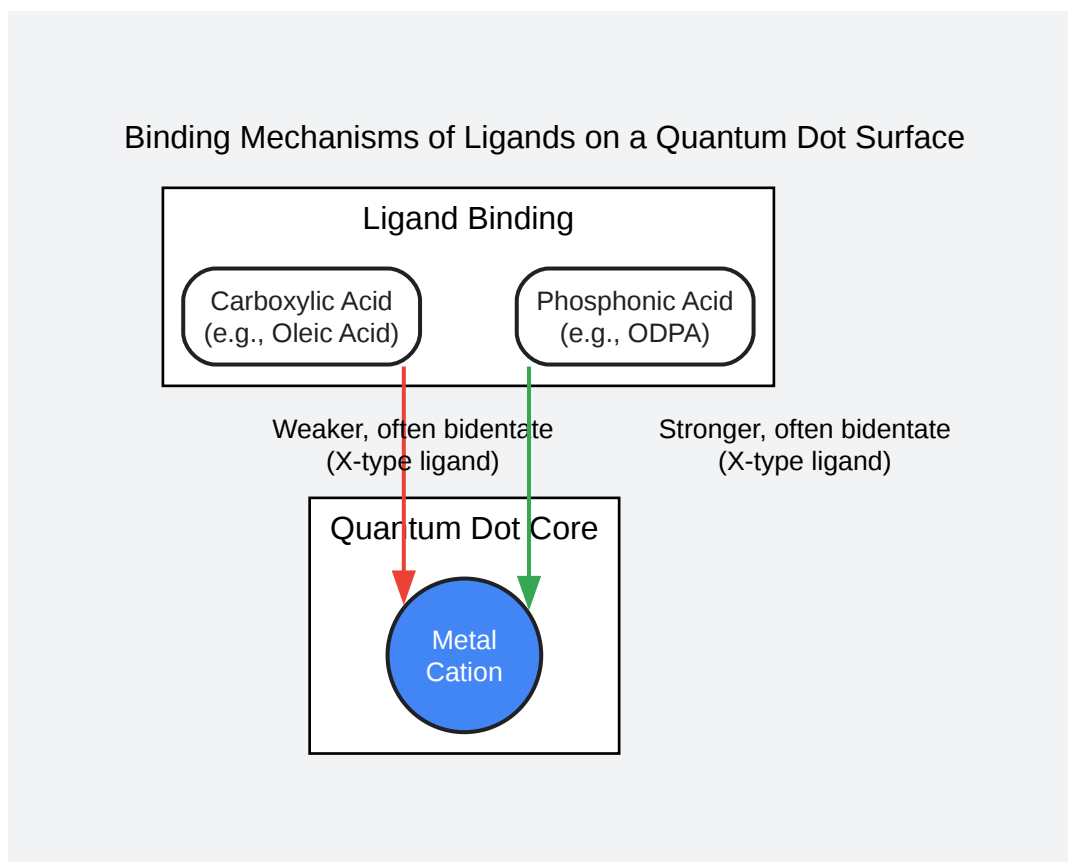 Binding Mechanisms of Ligands on a Quantum Dot Surface
Ligand Binding
Carboxylic Acid
(e.g., Oleic Acid)
Phosphonic Acid
(e.g., ODPA)
Weaker, often bidentate
(X-type ligand)
Stronger, often bidentate
(X-type ligand)
Quantum Dot Core
Metal
Cation